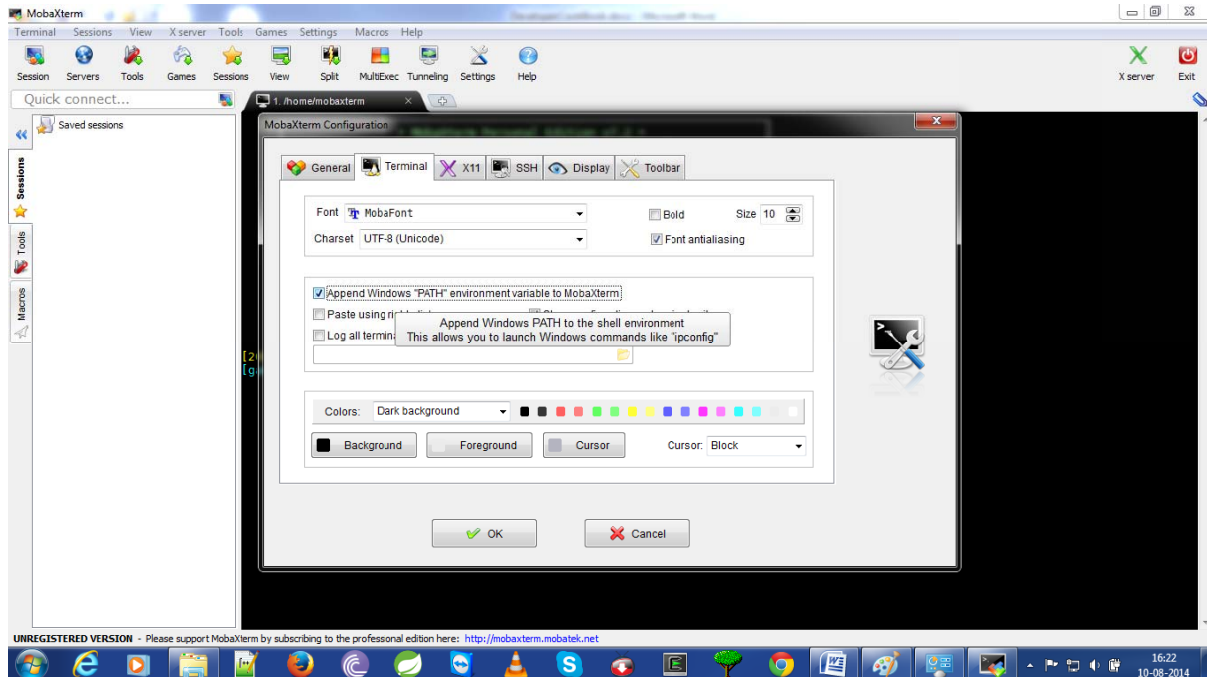 MobaXterm
Terminal Sessions View X server Tools Games Settings Macros Help
Session Servers Tools Games Sessions View Split MultiExec Tunneling Settings Help X server Exit
Quick connect...
1. /home/mobaxterm
Saved sessions
Sessions
Tools
Macros
MobaXterm Configuration
General Terminal X11 SSH Display Toolbar
Font MobaFont Bold Size 10
Charset UTF-8 (Unicode) Font antialiasing
Append Windows "PATH" environment variable to MobaXterm
Paste using
Log all
Append Windows PATH to the shell environment
This allows you to launch Windows commands like "ipconfig"
Colors: Dark background
Background Foreground Cursor Cursor: Block
OK Cancel
UNREGISTERED VERSION - Please support MobaXterm by subscribing to the professional edition here: http://mobaxterm.mobatek.net
16:22
10-08-2014